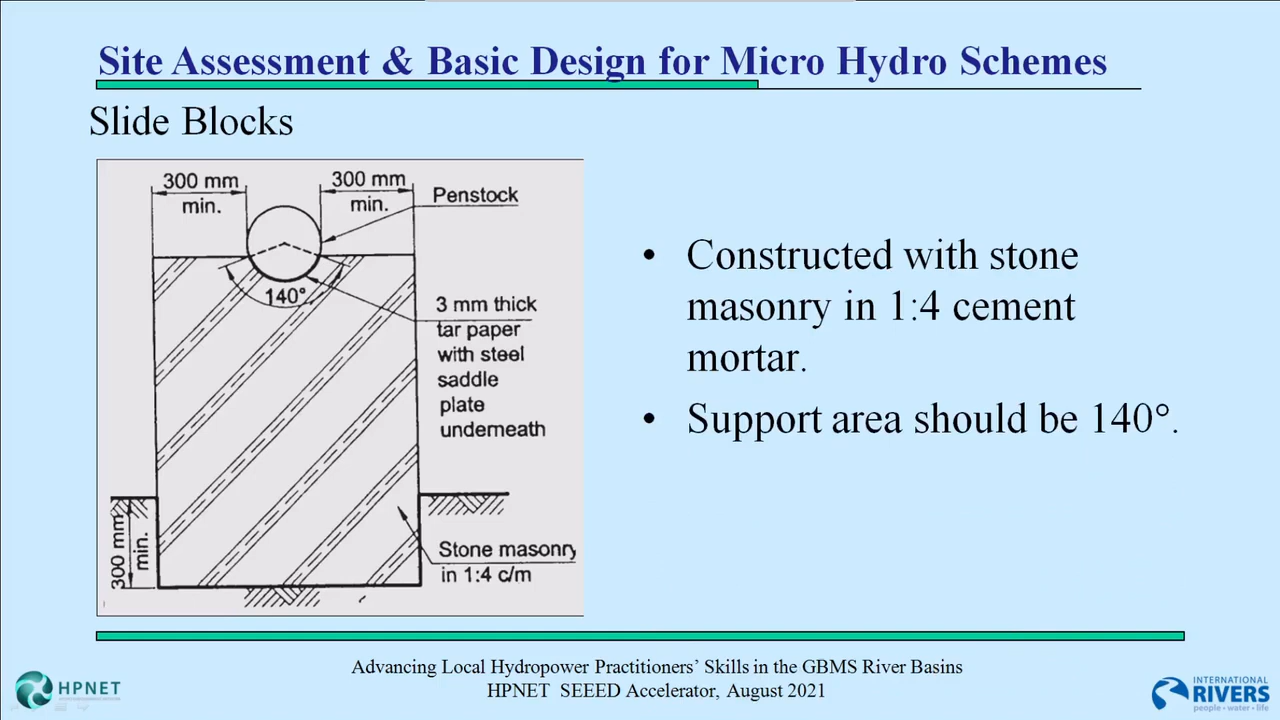 Site Assessment & Basic Design for Micro Hydro Schemes
Slide Blocks
300 mm
min.
300 mm
min.
Penstock
140°
3 mm thick
tar paper
with steel
saddle
plate
underneath
300 mm
min.
Stone masonry
in 1:4 c/m
• Constructed with stone
masonry in 1:4 cement
mortar.
• Support area should be 140°.
Advancing Local Hydropower Practitioners' Skills in the GBMS River Basins
HPNET SEEED Accelerator, August 2021
HPNET
INTERNATIONAL
RIVERS
people • water • life